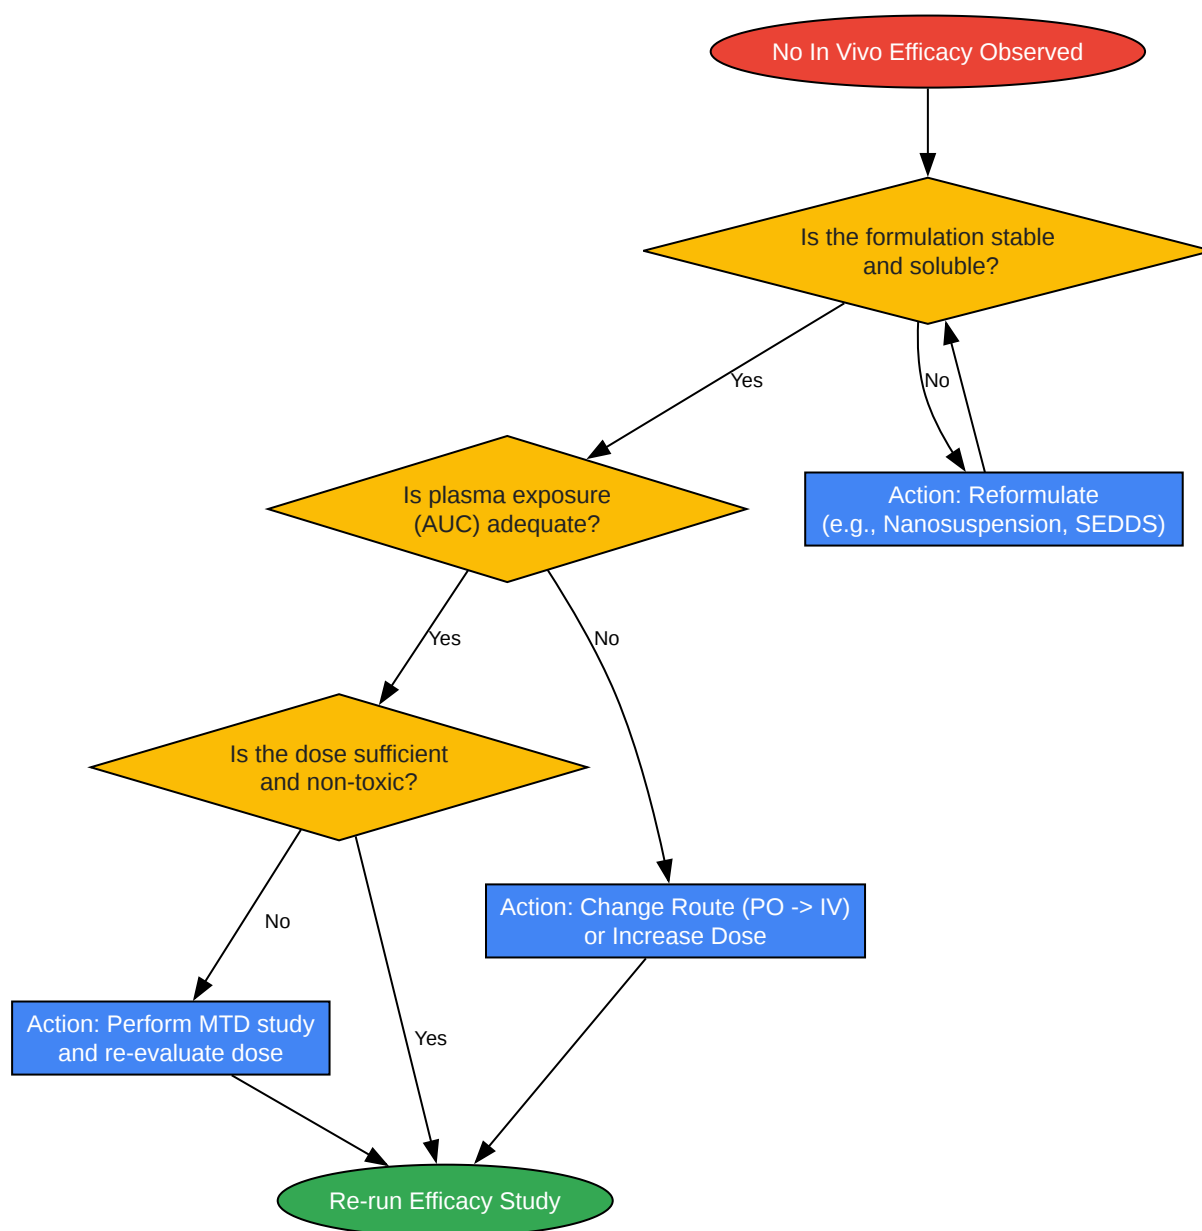 No In Vivo Efficacy Observed
Is the formulation stable
and soluble?
Yes
No
Is plasma exposure
(AUC) adequate?
Action: Reformulate
(e.g., Nanosuspension, SEDDS)
Yes
No
Is the dose sufficient
and non-toxic?
Action: Change Route (PO -> IV)
or Increase Dose
No
Yes
Action: Perform MTD study
and re-evaluate dose
Re-run Efficacy Study